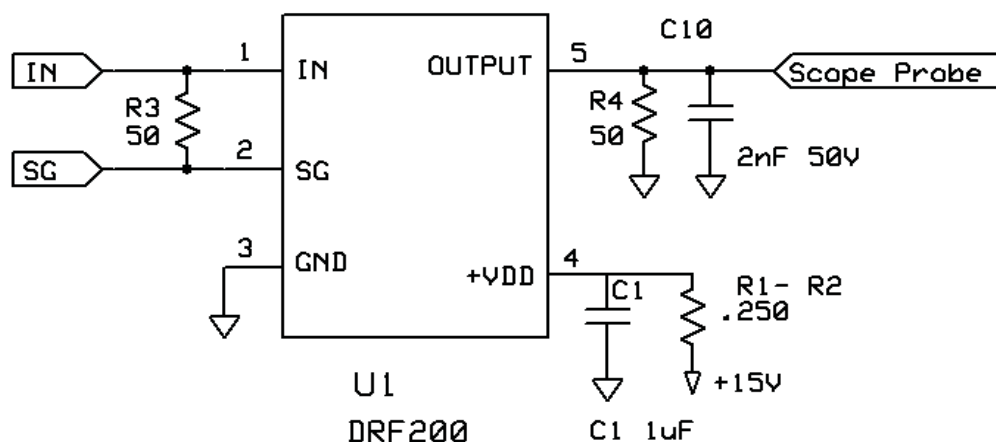 C10
1
5
IN
IN
OUTPUT
Scope Probe
R3
50
R4
50
2
SG
SG
2nF 50V
3
GND
4
+VDD
C1
R1- R2
.250
+15V
U1
DRF200
C1 1uF